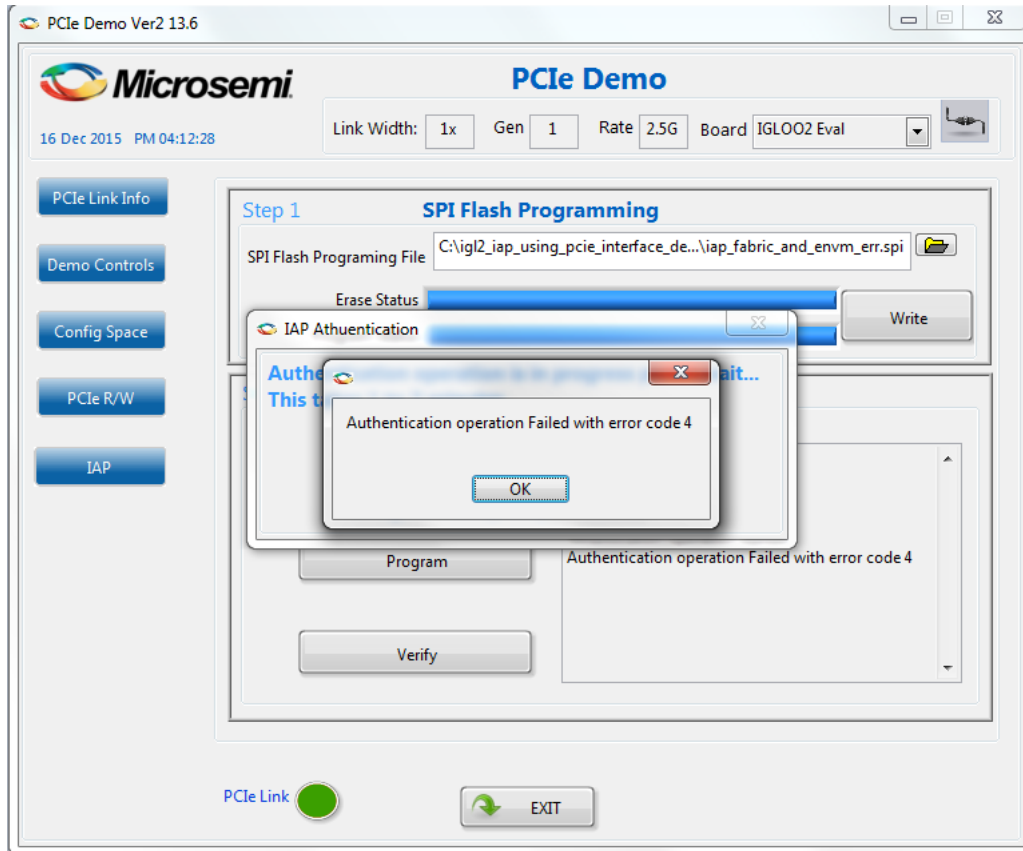 PCIe Demo Ver2 13.6
Microsemi.
PCIe Demo
16 Dec 2015 PM 04:12:28
Link Width: 1x Gen 1 Rate 2.5G Board IGLOO2 Eval
PCIe Link Info
Demo Controls
Config Space
PCIe R/W
IAP
Step 1 SPI Flash Programming
SPI Flash Programing File C:\igl2_iap_using_pcie_interface_de...\iap_fabric_and_envm_err.spi
Erase Status
Write
IAP Athuentication
Authe ait...
This t
Authentication operation Failed with error code 4
OK
Program
Authentication operation Failed with error code 4
Verify
PCIe Link
EXIT